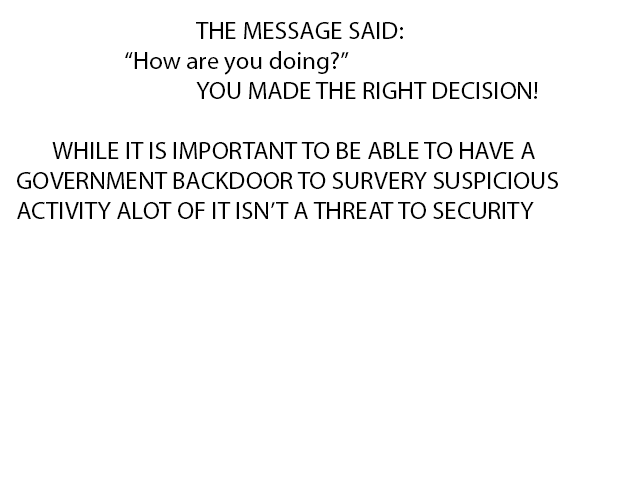 THE MESSAGE SAID:
“How are you doing?”
YOU MADE THE RIGHT DECISION!
WHILE IT IS IMPORTANT TO BE ABLE TO HAVE A
GOVERNMENT BACKDOOR TO SURVERY SUSPICIOUS
ACTIVITY ALOT OF IT ISN’T A THREAT TO SECURITY